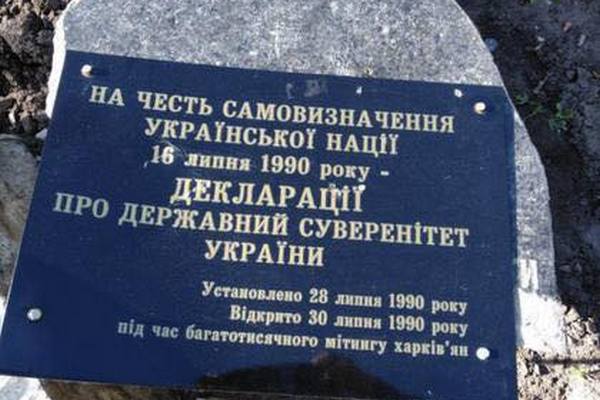 НА ЧЕСТЬ САМОВИЗНАЧЕННЯ
УКРАЇНСЬКОЇ НАЦІЇ
16 липня 1990 року -
ДЕКЛАРАЦІЇ
ПРО ДЕРЖАВНИЙ СУВЕРЕНІТЕТ
УКРАЇНИ
Установлено 28 липня 1990 року
Відкрито 30 липня 1990 року
під час багатотисячного мітингу харків'ян